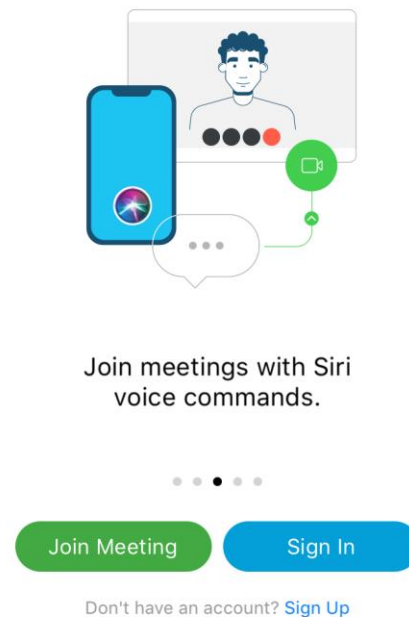 Join meetings with Siri
voice commands.
Join Meeting
Sign In
Don't have an account? Sign Up